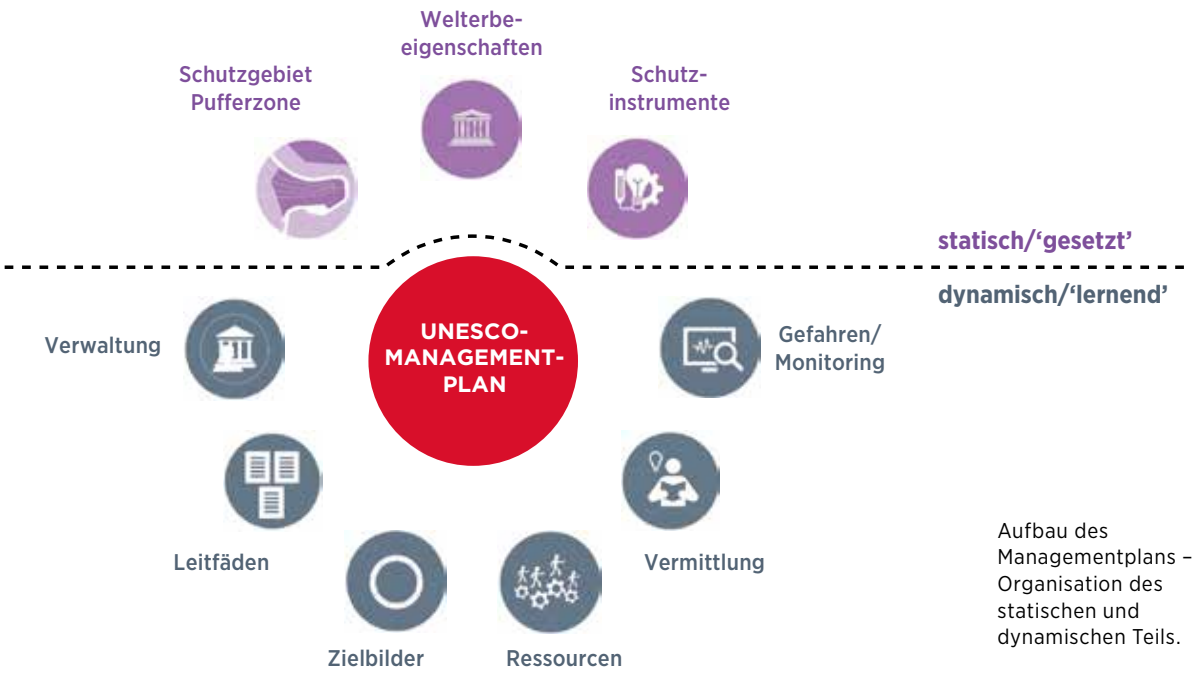 Welterbe-
eigenschaften
Schutzgebiet
Pufferzone
Schutz-
instrumente
statisch/‘gesetzt’
dynamisch/‘lernend’
Verwaltung
UNESCO-
MANAGEMENT-
PLAN
Gefahren/
Monitoring
Leitfäden
Vermittlung
Zielbilder
Ressourcen
Aufbau des
Managementplans –
Organisation des
statischen und
dynamischen Teils.